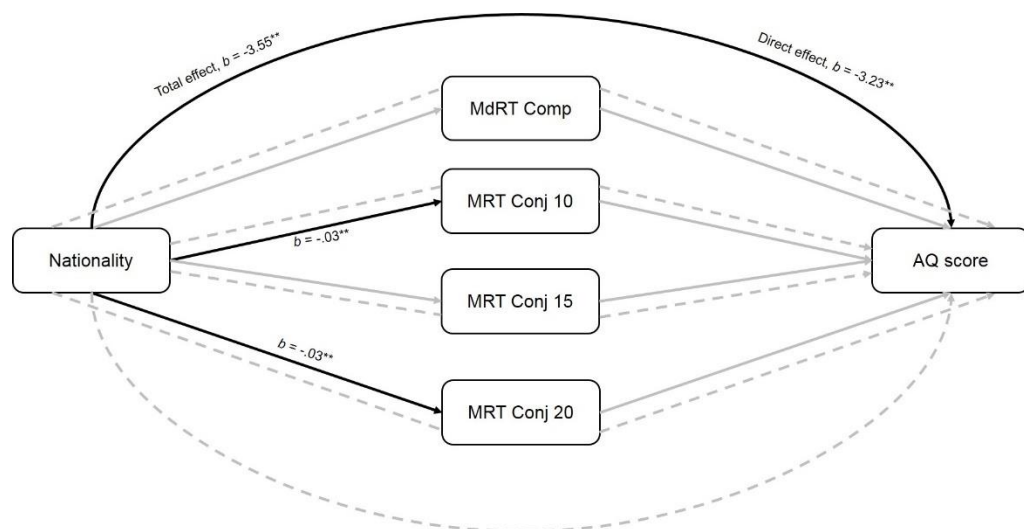 Total effect, b = -3.55**
Direct effect, b = -3.23**
MdRT Comp
MRT Conj 10
b = -.03**
Nationality
AQ score
MRT Conj 15
b = -.03**
MRT Conj 20